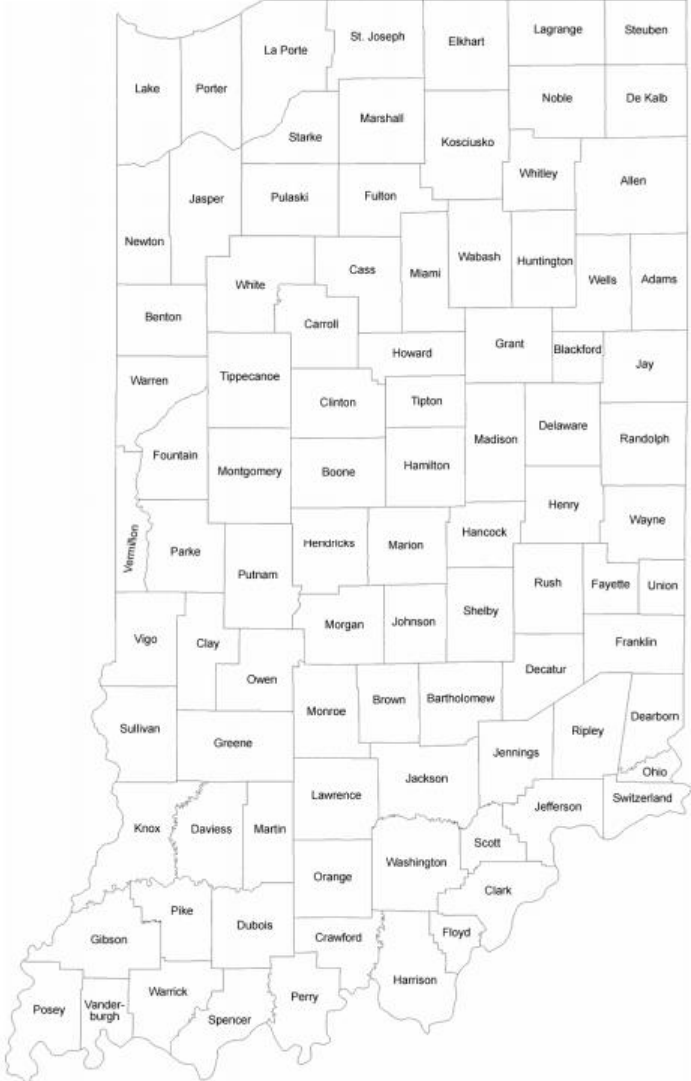 St. Joseph
Lagrange
Steuben
Elkhart
La Porte
Lake
Porter
Noble
De Kalb
Marshall
Starke
Kosciusko
Whitley
Allen
Jasper
Pulaski
Fulton
Newton
Wabash
Huntington
Cass
Miami
Wells
Adams
White
Benton
Carroll
Grant
Blackford
Howard
Jay
Warren
Tippecanoe
Clinton
Tipton
Madison
Delaware
Randolph
Fountain
Montgomery
Boone
Hamilton
Henry
Wayne
Vermillion
Parke
Hendricks
Marion
Hancock
Putnam
Rush
Fayette
Union
Shelby
Morgan
Johnson
Vigo
Clay
Franklin
Owen
Decatur
Monroe
Brown
Bartholomew
Sullivan
Dearborn
Greene
Jennings
Ripley
Ohio
Jackson
Lawrence
Jefferson
Switzerland
Knox
Daviess
Martin
Scott
Washington
Orange
Clark
Pike
Dubois
Gibson
Crawford
Floyd
Harrison
Warrick
Perry
Posey
Vander-
burgh
Spencer